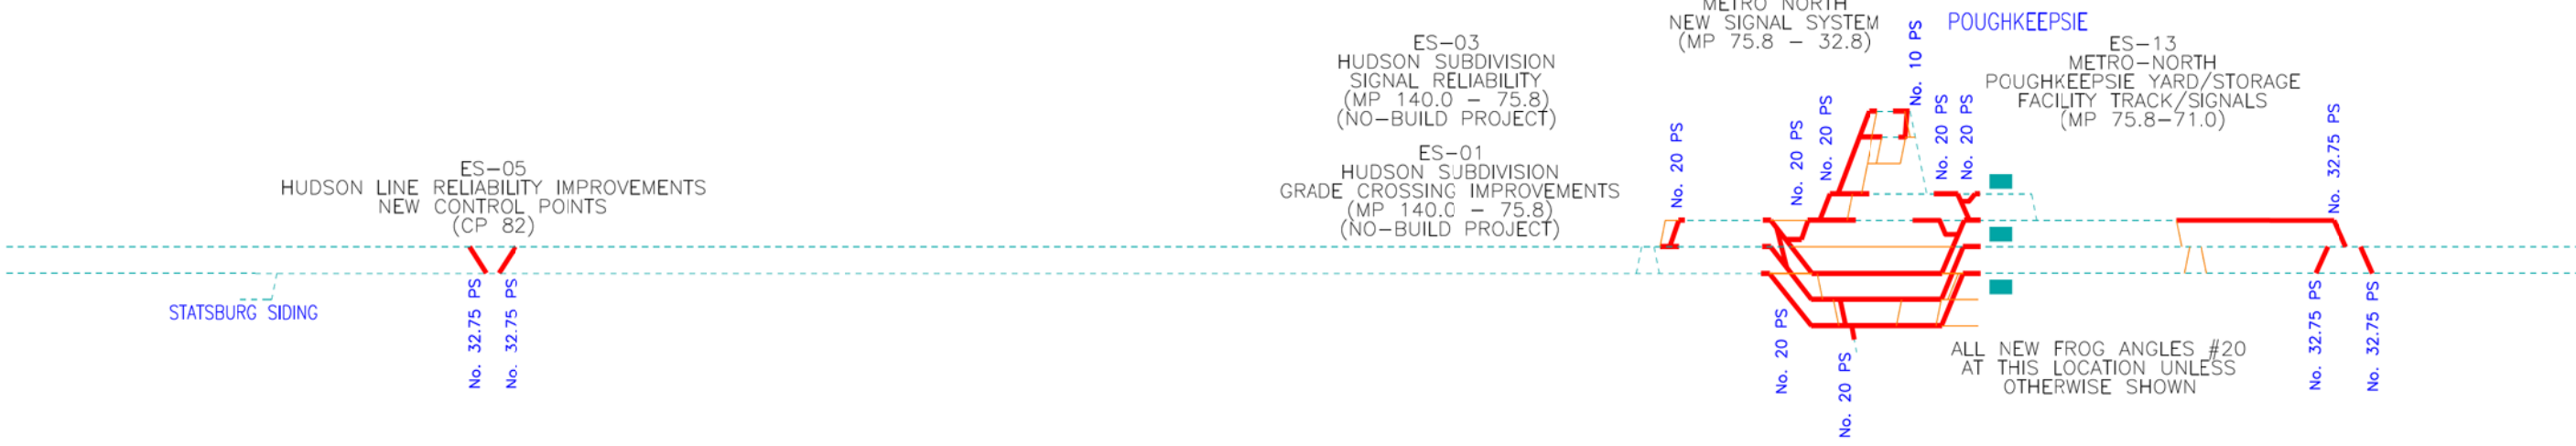 METRO NORTH
NEW SIGNAL SYSTEM
(MP 75.8 – 32.8)
POUGHKEEPSIE
ES–03
HUDSON SUBDIVISION
SIGNAL RELIABILITY
(MP 140.0 – 75.8)
(NO–BUILD PROJECT)
ES–13
METRO–NORTH
POUGHKEEPSIE YARD/STORAGE
FACILITY TRACK/SIGNALS
(MP 75.8–71.0)
ES–01
HUDSON SUBDIVISION
GRADE CROSSING IMPROVEMENTS
(MP 140.0 – 75.8)
(NO–BUILD PROJECT)
ES–05
HUDSON LINE RELIABILITY IMPROVEMENTS
NEW CONTROL POINTS
(CP 82)
No. 20 PS
No. 20 PS
No. 20 PS
No. 10 PS
No. 20 PS
No. 20 PS
No. 32.75 PS
STATSBURG SIDING
No. 32.75 PS
No. 32.75 PS
No. 20 PS
No. 20 PS
ALL NEW FROG ANGLES #20
AT THIS LOCATION UNLESS
OTHERWISE SHOWN
No. 32.75 PS
No. 32.75 PS